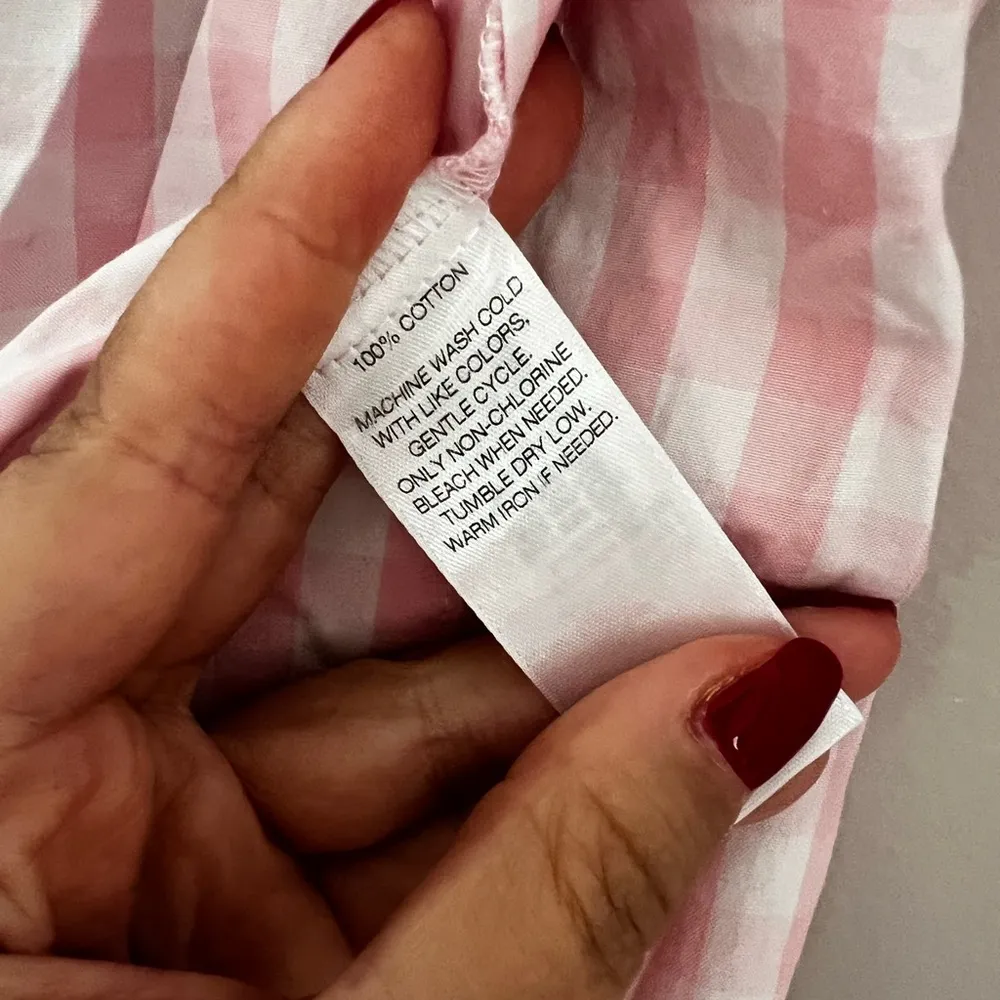 100% COTTON
MACHINE WASH COLD
WITH LIKE COLORS,
GENTLE CYCLE.
ONLY NON-CHLORINE
BLEACH WHEN NEEDED.
TUMBLE DRY LOW.
WARM IRON IF NEEDED.